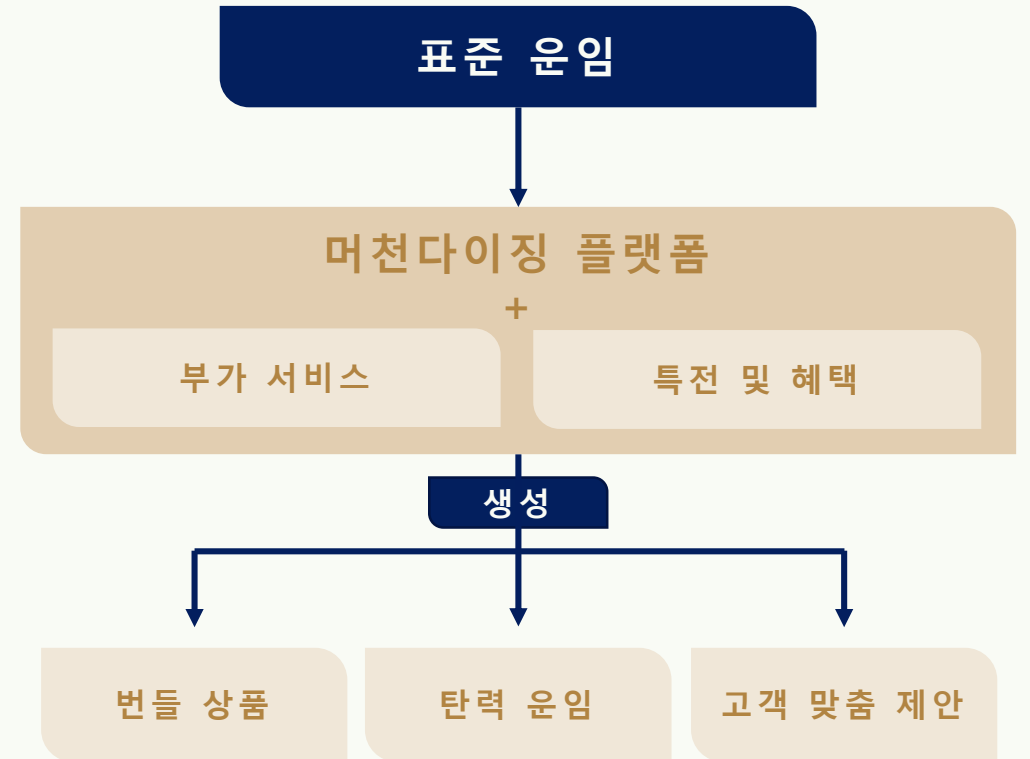 표준 운임
머천다이징 플랫폼
+
부가 서비스
특전 및 혜택
생성
번들 상품
탄력 운임
고객 맞춤 제안